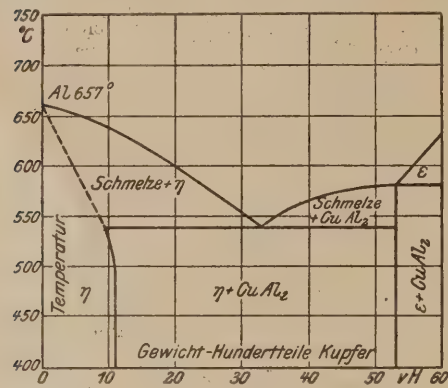 750
°C
700
650
600
550
500
450
400
Al 657°
Schmelze+η
Schmelze
+CuAl₂
ε
Temperatur
η
η+CuAl₂
ε+CuAl₂
Gewicht-Hundertteile Kupfer
0 10 20 30 40 50 vH 60